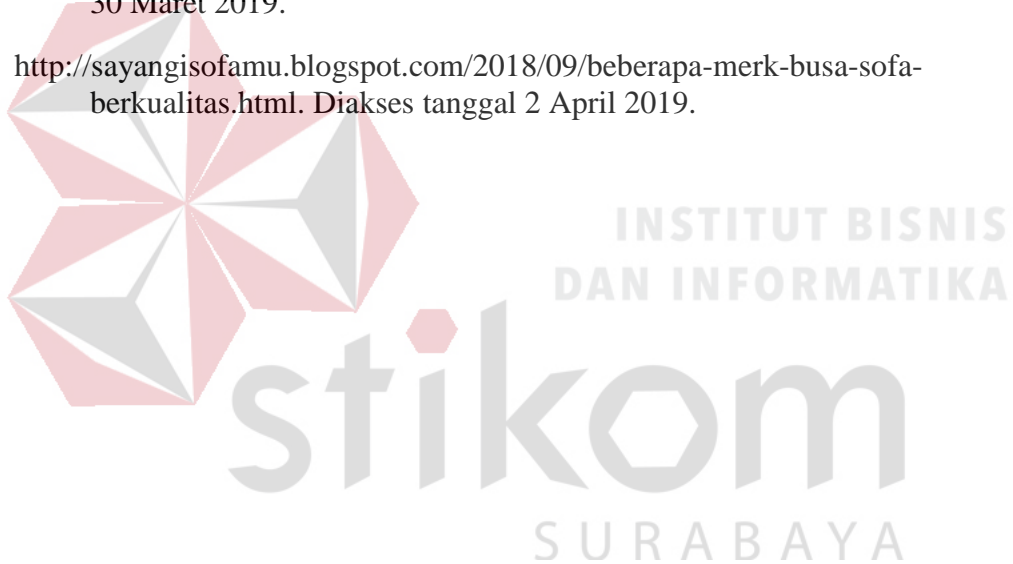 30 Maret 2019.
http://sayangisofamu.blogspot.com/2018/09/beberapa-merk-busa-sofa-
berkualitas.html. Diakses tanggal 2 April 2019.
INSTITUT BISNIS
DAN INFORMATIKA
stikom
SURABAYA